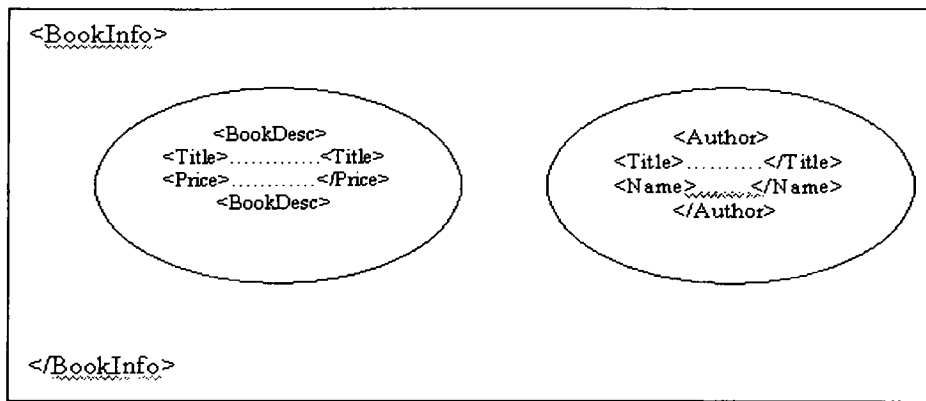 <BookInfo>
<BookDesc>
<Title>.............<Title>
<Price>............</Price>
<BookDesc>
<Author>
<Title>..........</Title>
<Name>........</Name>
</Author>
</BookInfo>